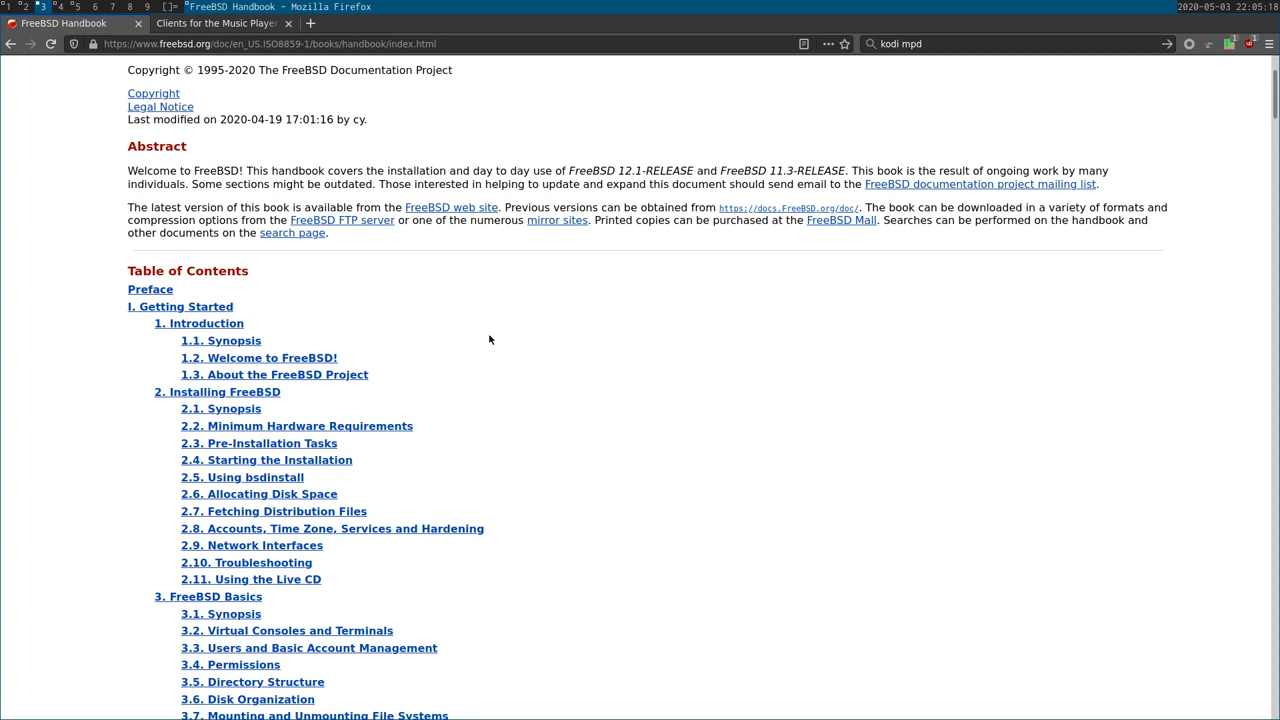 1 2 3 4 5 6 7 8 9 []= FreeBSD Handbook - Mozilla Firefox 2020-05-03 22:05:18
FreeBSD Handbook Clients for the Music Player
https://www.freebsd.org/doc/en_US.ISO8859-1/books/handbook/index.html kodi mpd 1 1
Copyright © 1995-2020 The FreeBSD Documentation Project
Copyright
Legal Notice
Last modified on 2020-04-19 17:01:16 by cy.
Abstract
Welcome to FreeBSD! This handbook covers the installation and day to day use of FreeBSD 12.1-RELEASE and FreeBSD 11.3-RELEASE. This book is the result of ongoing work by many
individuals. Some sections might be outdated. Those interested in helping to update and expand this document should send email to the FreeBSD documentation project mailing list.
The latest version of this book is available from the FreeBSD web site. Previous versions can be obtained from https://docs.FreeBSD.org/doc/. The book can be downloaded in a variety of formats and
compression options from the FreeBSD FTP server or one of the numerous mirror sites. Printed copies can be purchased at the FreeBSD Mall. Searches can be performed on the handbook and
other documents on the search page.
Table of Contents
Preface
I. Getting Started
1. Introduction
1.1. Synopsis
1.2. Welcome to FreeBSD!
1.3. About the FreeBSD Project
2. Installing FreeBSD
2.1. Synopsis
2.2. Minimum Hardware Requirements
2.3. Pre-Installation Tasks
2.4. Starting the Installation
2.5. Using bsdinstall
2.6. Allocating Disk Space
2.7. Fetching Distribution Files
2.8. Accounts, Time Zone, Services and Hardening
2.9. Network Interfaces
2.10. Troubleshooting
2.11. Using the Live CD
3. FreeBSD Basics
3.1. Synopsis
3.2. Virtual Consoles and Terminals
3.3. Users and Basic Account Management
3.4. Permissions
3.5. Directory Structure
3.6. Disk Organization
3.7. Mounting and Unmounting File Systems